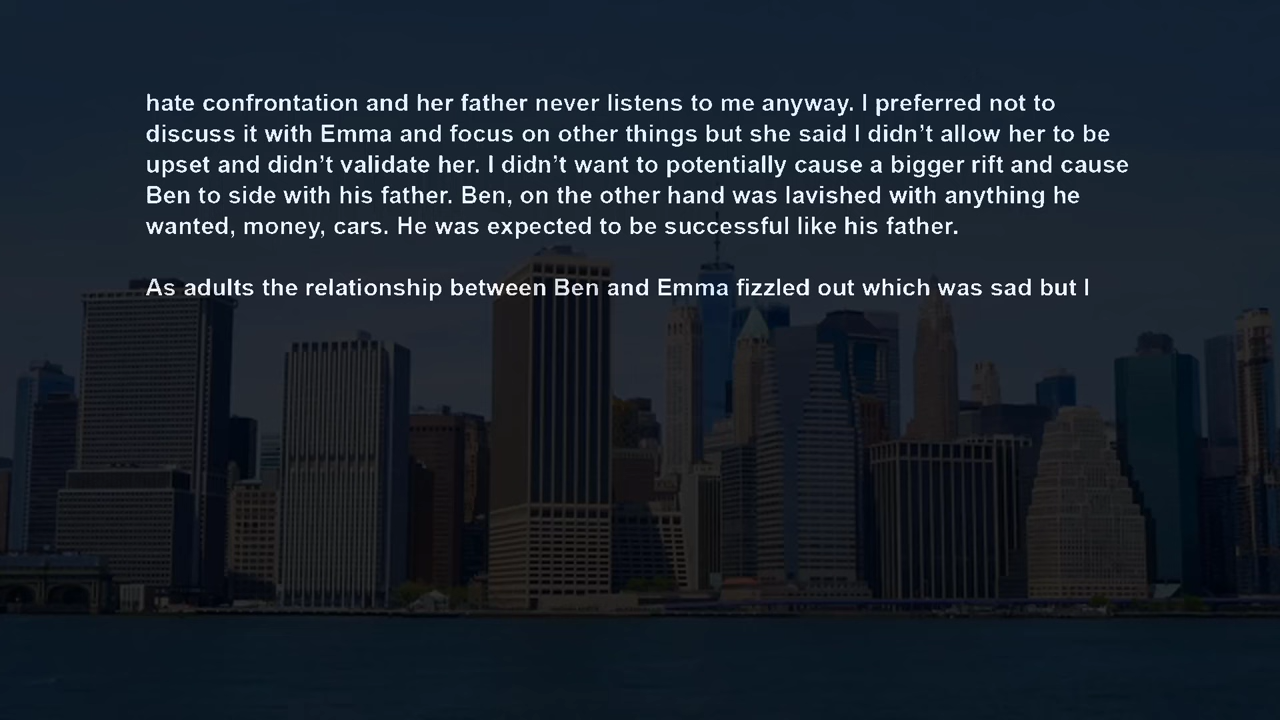 hate confrontation and her father never listens to me anyway. I preferred not to
discuss it with Emma and focus on other things but she said I didn’t allow her to be
upset and didn’t validate her. I didn’t want to potentially cause a bigger rift and cause
Ben to side with his father. Ben, on the other hand was lavished with anything he
wanted, money, cars. He was expected to be successful like his father.
As adults the relationship between Ben and Emma fizzled out which was sad but I